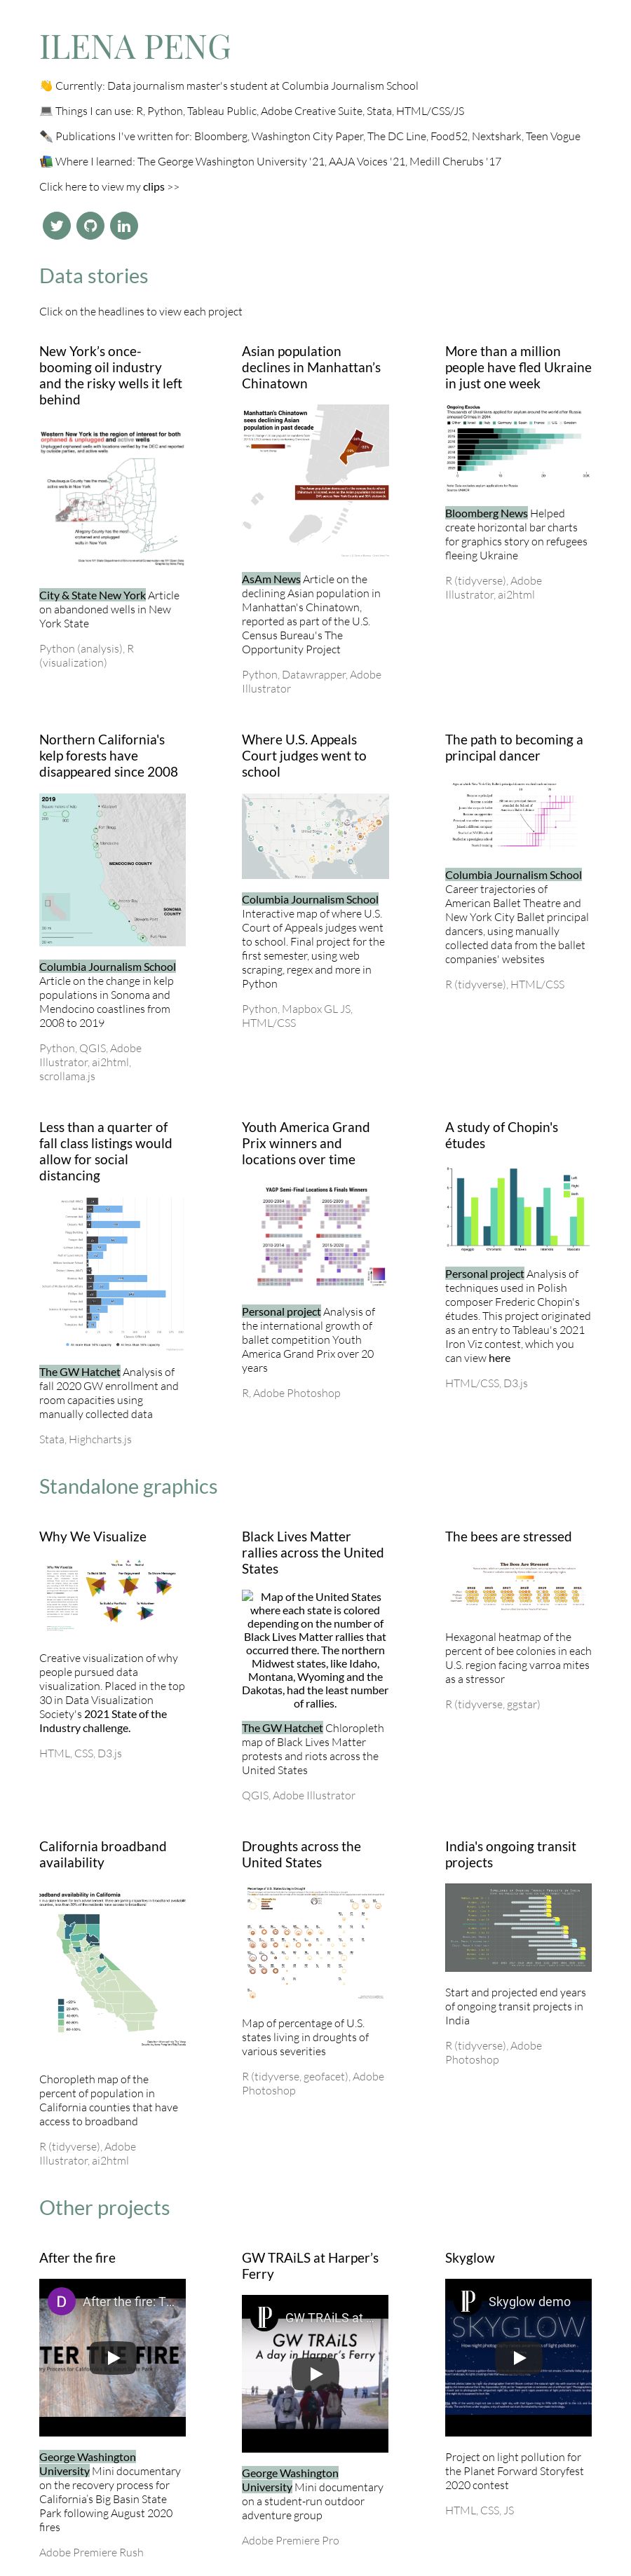 ILENA PENG
👋 Currently: Data journalism master's student at Columbia Journalism School
💻 Things I can use: R, Python, Tableau Public, Adobe Creative Suite, Stata, HTML/CSS/JS
✒️ Publications I've written for: Bloomberg, Washington City Paper, The DC Line, Food52, Nextshark, Teen Vogue
📚 Where I learned: The George Washington University '21, AAJA Voices '21, Medill Cherubs '17
Click here to view my clips >>
Data stories
Click on the headlines to view each project
New York's once-
booming oil industry
and the risky wells it left
behind
Western New York is the region of interest for both
orphaned & unplugged and active wells
City & State New York Article
on abandoned wells in New
York State
Python (analysis), R
(visualization)
Asian population
declines in Manhattan's
Chinatown
Manhattan's Chinatown
sees declining Asian
population in past decade
AsAm News Article on the
declining Asian population in
Manhattan's Chinatown,
reported as part of the U.S.
Census Bureau's The
Opportunity Project
Python, Datawrapper, Adobe
Illustrator
More than a million
people have fled Ukraine
in just one week
Ongoing Exodus
Bloomberg News Helped
create horizontal bar charts
for graphics story on refugees
fleeing Ukraine
R (tidyverse), Adobe
Illustrator, ai2html
Northern California's
kelp forests have
disappeared since 2008
2019
MENDOCINO COUNTY
SONOMA
COUNTY
Columbia Journalism School
Article on the change in kelp
populations in Sonoma and
Mendocino coastlines from
2008 to 2019
Python, QGIS, Adobe
Illustrator, ai2html,
scrollama.js
Where U.S. Appeals
Court judges went to
school
Columbia Journalism School
Interactive map of where U.S.
Court of Appeals judges went
to school. Final project for the
first semester, using web
scraping, regex and more in
Python
Python, Mapbox GL JS,
HTML/CSS
The path to becoming a
principal dancer
Columbia Journalism School
Career trajectories of
American Ballet Theatre and
New York City Ballet principal
dancers, using manually
collected data from the ballet
companies' websites
R (tidyverse), HTML/CSS
Less than a quarter of
fall class listings would
allow for social
distancing
The GW Hatchet Analysis of
fall 2020 GW enrollment and
room capacities using
manually collected data
Stata, Highcharts.js
Youth America Grand
Prix winners and
locations over time
YAGP Semi-Final Locations & Finals Winners
2000-2004
2005-2009
2010-2014
2015-2020
Personal project Analysis of
the international growth of
ballet competition Youth
America Grand Prix over 20
years
R, Adobe Photoshop
A study of Chopin's
études
Personal project Analysis of
techniques used in Polish
composer Frederic Chopin's
études. This project originated
as an entry to Tableau's 2021
Iron Viz contest, which you
can view here
HTML/CSS, D3.js
Standalone graphics
Why We Visualize
Creative visualization of why
people pursued data
visualization. Placed in the top
30 in Data Visualization
Society's 2021 State of the
Industry challenge.
HTML, CSS, D3.js
Black Lives Matter
rallies across the United
States
Map of the United States
where each state is colored
depending on the number of
Black Lives Matter rallies that
occurred there. The northern
Midwest states, like Idaho,
Montana, Wyoming and the
Dakotas, had the least number
of rallies.
The GW Hatchet Chloropleth
map of Black Lives Matter
protests and riots across the
United States
QGIS, Adobe Illustrator
The bees are stressed
The Bees Are Stressed
Hexagonal heatmap of the
percent of bee colonies in each
U.S. region facing varroa mites
as a stressor
R (tidyverse, ggstar)
California broadband
availability
oadband availability in California
Choropleth map of the
percent of population in
California counties that have
access to broadband
R (tidyverse), Adobe
Illustrator, ai2html
Droughts across the
United States
Map of percentage of U.S.
states living in droughts of
various severities
R (tidyverse, geofacet), Adobe
Photoshop
India's ongoing transit
projects
Start and projected end years
of ongoing transit projects in
India
R (tidyverse), Adobe
Photoshop
Other projects
After the fire
D After the fire: T...
TER THE FIRE
George Washington
University Mini documentary
on the recovery process for
California's Big Basin State
Park following August 2020
fires
Adobe Premiere Rush
GW TRAiLS at Harper's
Ferry
GW TRAiLS at ...
GW TRAiLS
A day in Harper's Ferry
George Washington
University Mini documentary
on a student-run outdoor
adventure group
Adobe Premiere Pro
Skyglow
Skyglow demo
SKYGLOW
Project on light pollution for
the Planet Forward Storyfest
2020 contest
HTML, CSS, JS